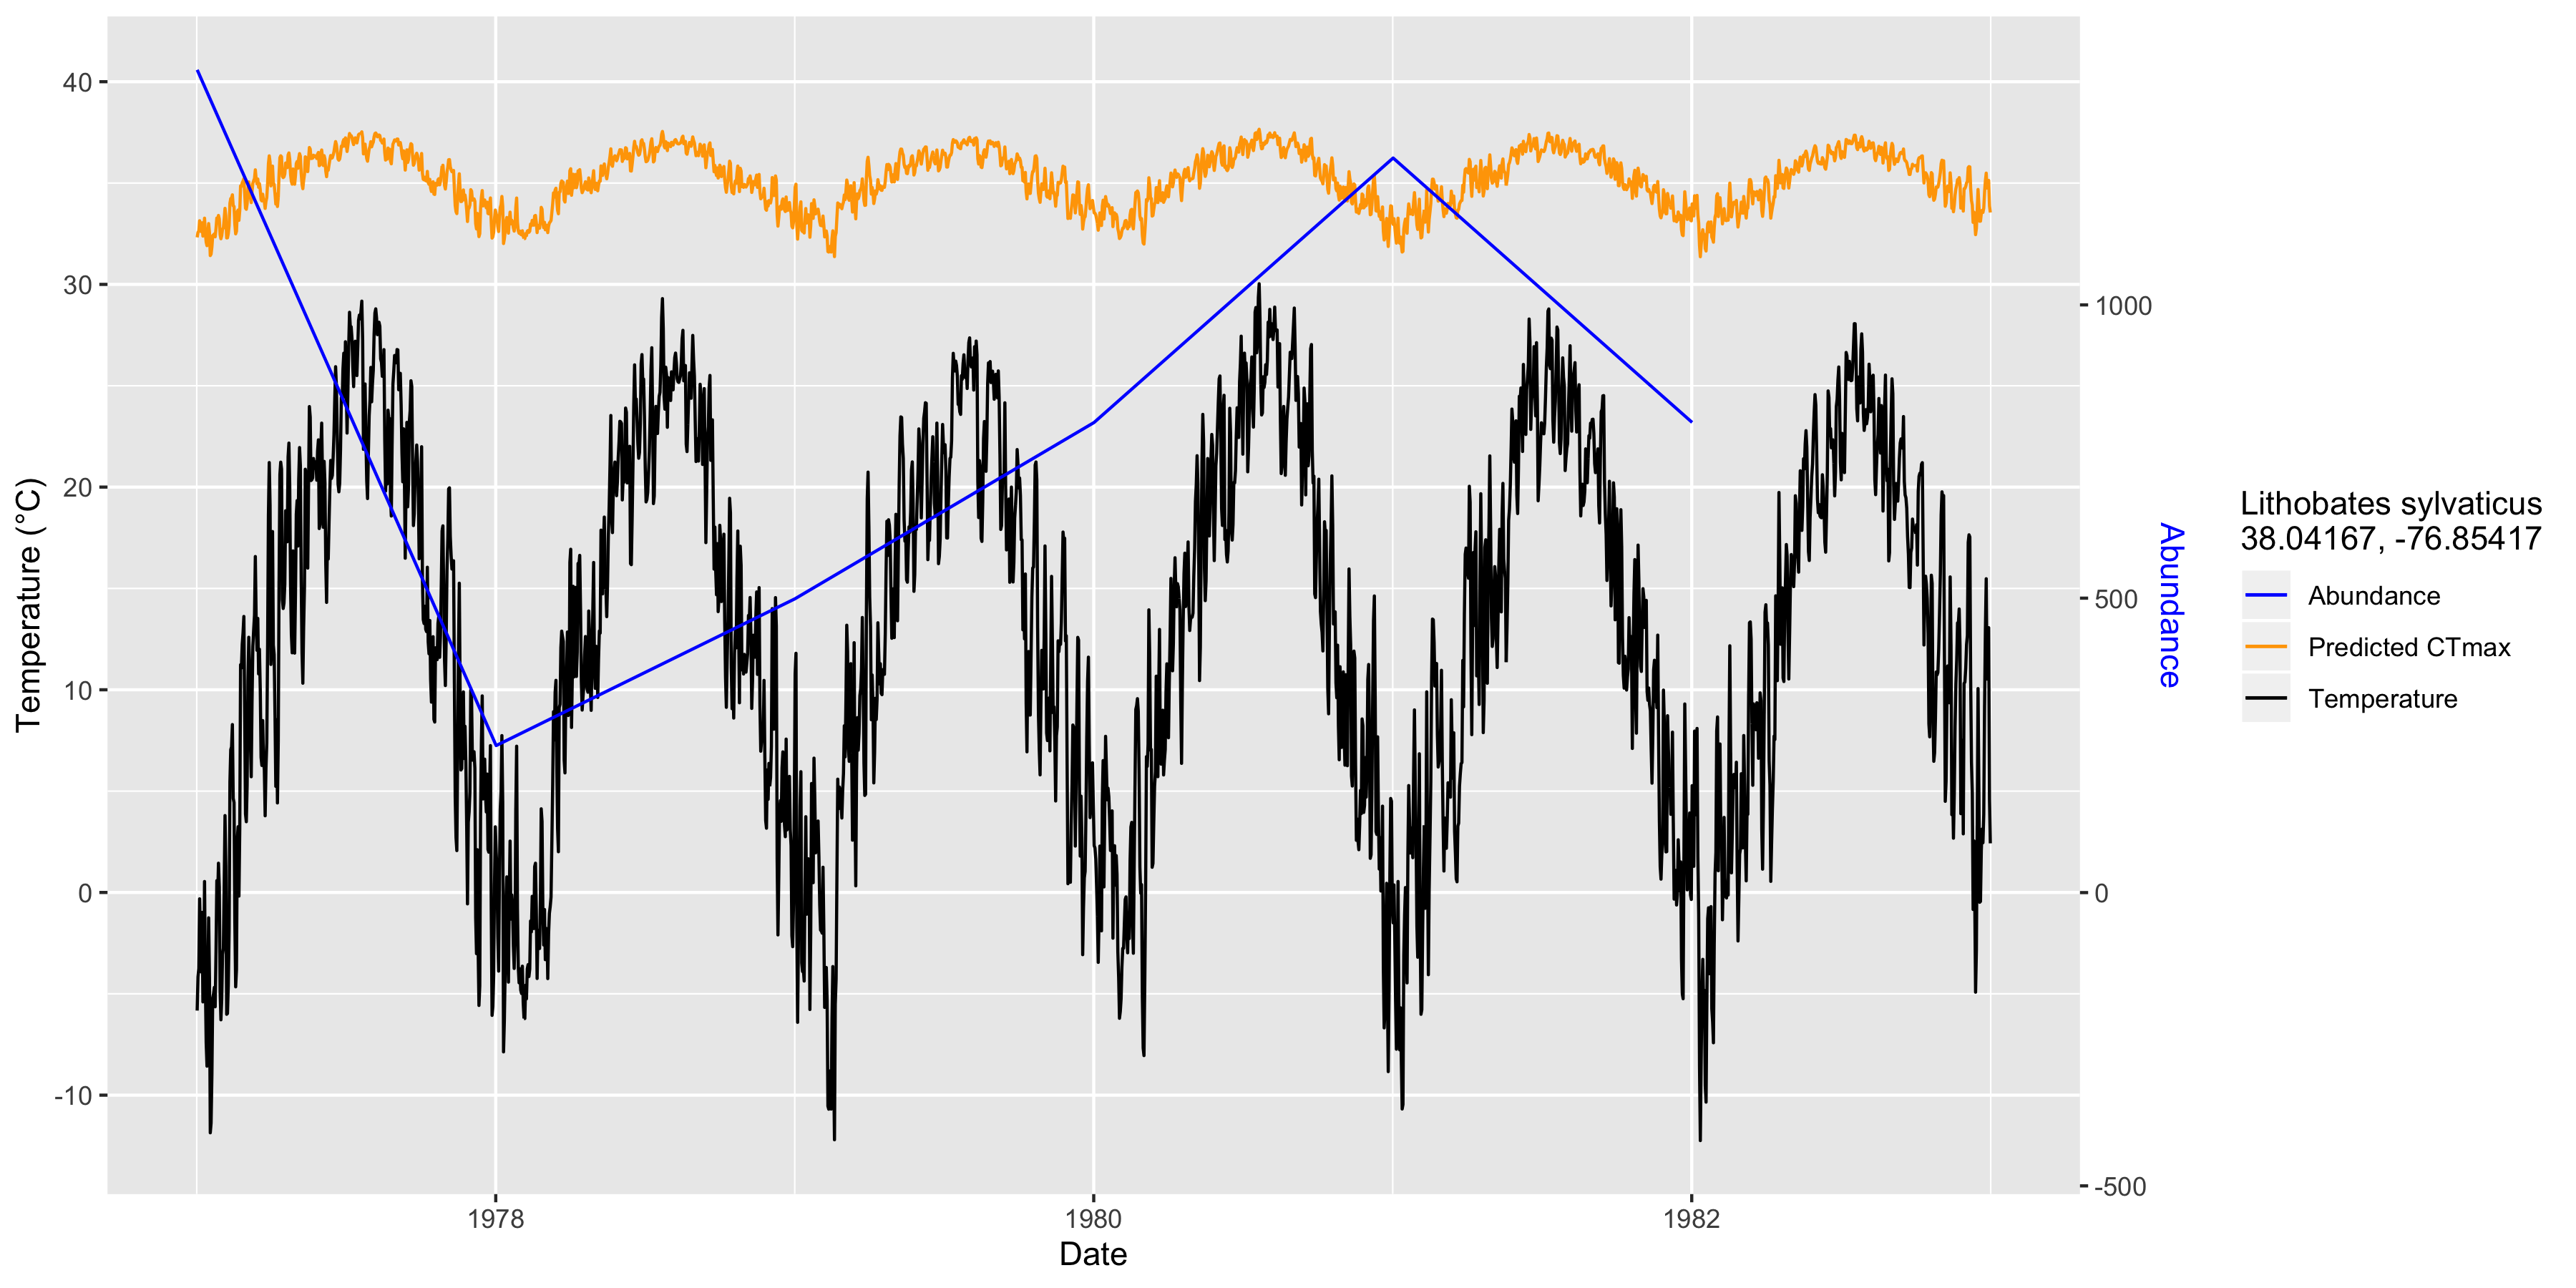 40
30
20
10
0
-10
Temperature (°C)
1978
1980
1982
Date
1000
500
0
-500
Abundance
Lithobates sylvaticus
38.04167, -76.85417
Abundance
Predicted CTmax
Temperature